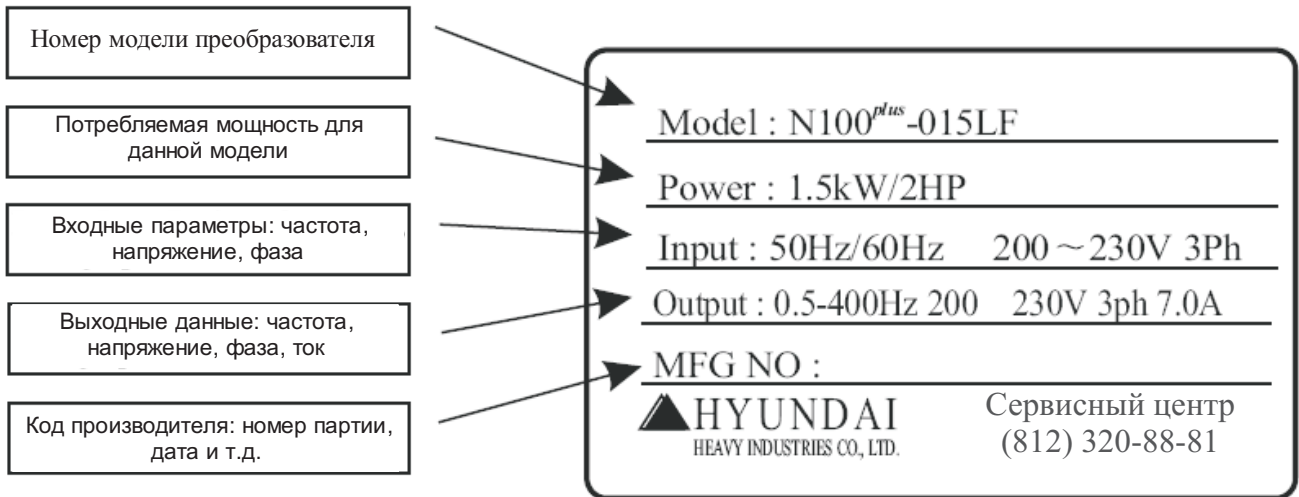 Номер модели преобразователя
Потребляемая мощность для
данной модели
Входные параметры: частота,
напряжение, фаза
Выходные данные: частота,
напряжение, фаза, ток
Код производителя: номер партии,
дата и т.д.
Model : N100plus-015LF
Power : 1.5kW/2HP
Input : 50Hz/60Hz 200～230V 3Ph
Output : 0.5-400Hz 200 230V 3ph 7.0A
MFG NO :
HYUNDAI
HEAVY INDUSTRIES CO., LTD.
Сервисный центр
(812) 320-88-81